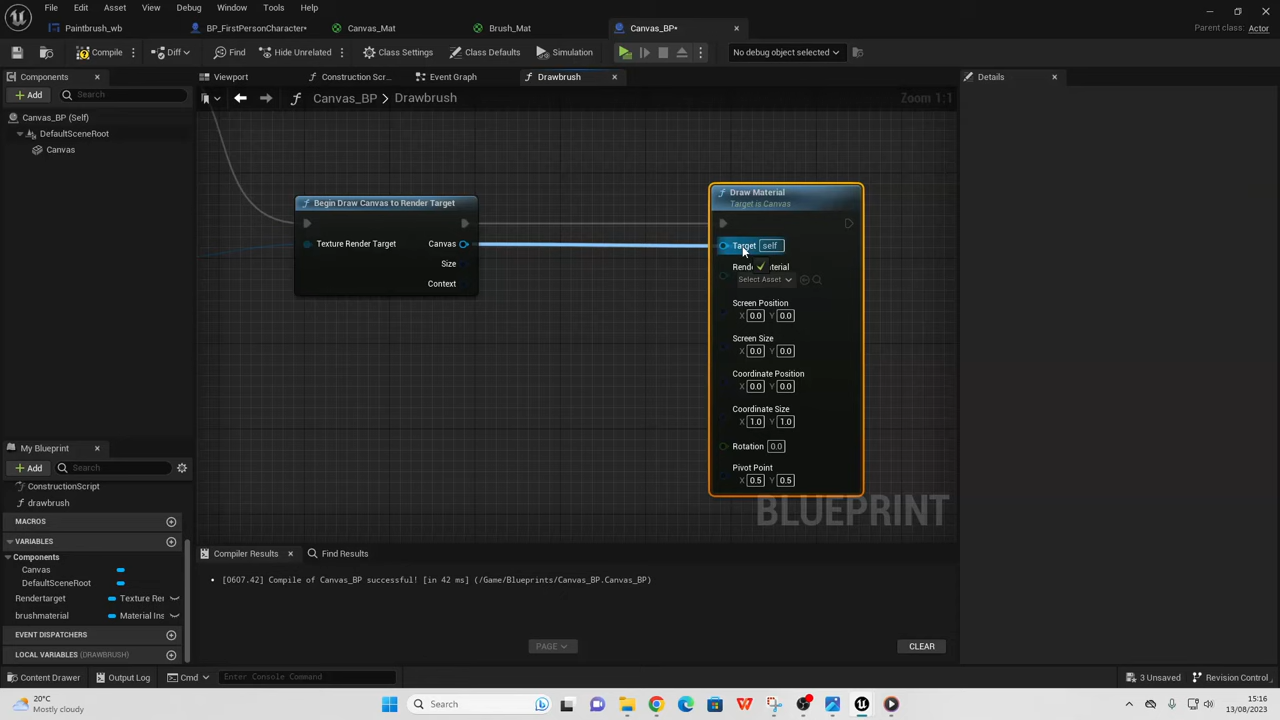 File Edit Asset View Debug Window Tools Help
Parent class: Actor
Paintbrush_wb
BP_FirstPersonCharacter*
Canvas_Mat
Brush_Mat
Canvas_BP*
Compile
Diff
Find
Hide Unrelated
Class Settings
Class Defaults
Simulation
No debug object selected
Components
Viewport
Construction Scr...
Event Graph
Drawbrush
Details
Add
Search
Canvas_BP > Drawbrush
Zoom 1:1
Canvas_BP (Self)
DefaultSceneRoot
Canvas
Begin Draw Canvas to Render Target
Texture Render Target
Canvas
Size
Context
Draw Material
Target is Canvas
Target self
Select Asset
Screen Position
X 0.0 Y 0.0
Screen Size
X 0.0 Y 0.0
Coordinate Position
X 0.0 Y 0.0
Coordinate Size
X 1.0 Y 1.0
Rotation 0.0
Pivot Point
X 0.5 Y 0.5
BLUEPRINT
My Blueprint
Add
Search
ConstructionScript
drawbrush
MACROS
VARIABLES
Components
Canvas
DefaultSceneRoot
Rendertarget Texture Rer
brushmaterial Material Ins
EVENT DISPATCHERS
LOCAL VARIABLES (DRAWBRUSH)
Compiler Results
Find Results
[0607.42] Compile of Canvas_BP successful! [in 42 ms] (/Game/Blueprints/Canvas_BP.Canvas_BP)
PAGE
CLEAR
Content Drawer
Output Log
Cmd
Enter Console Command
3 Unsaved
Revision Control
20°C
Mostly cloudy
Search
15:16
13/08/2023